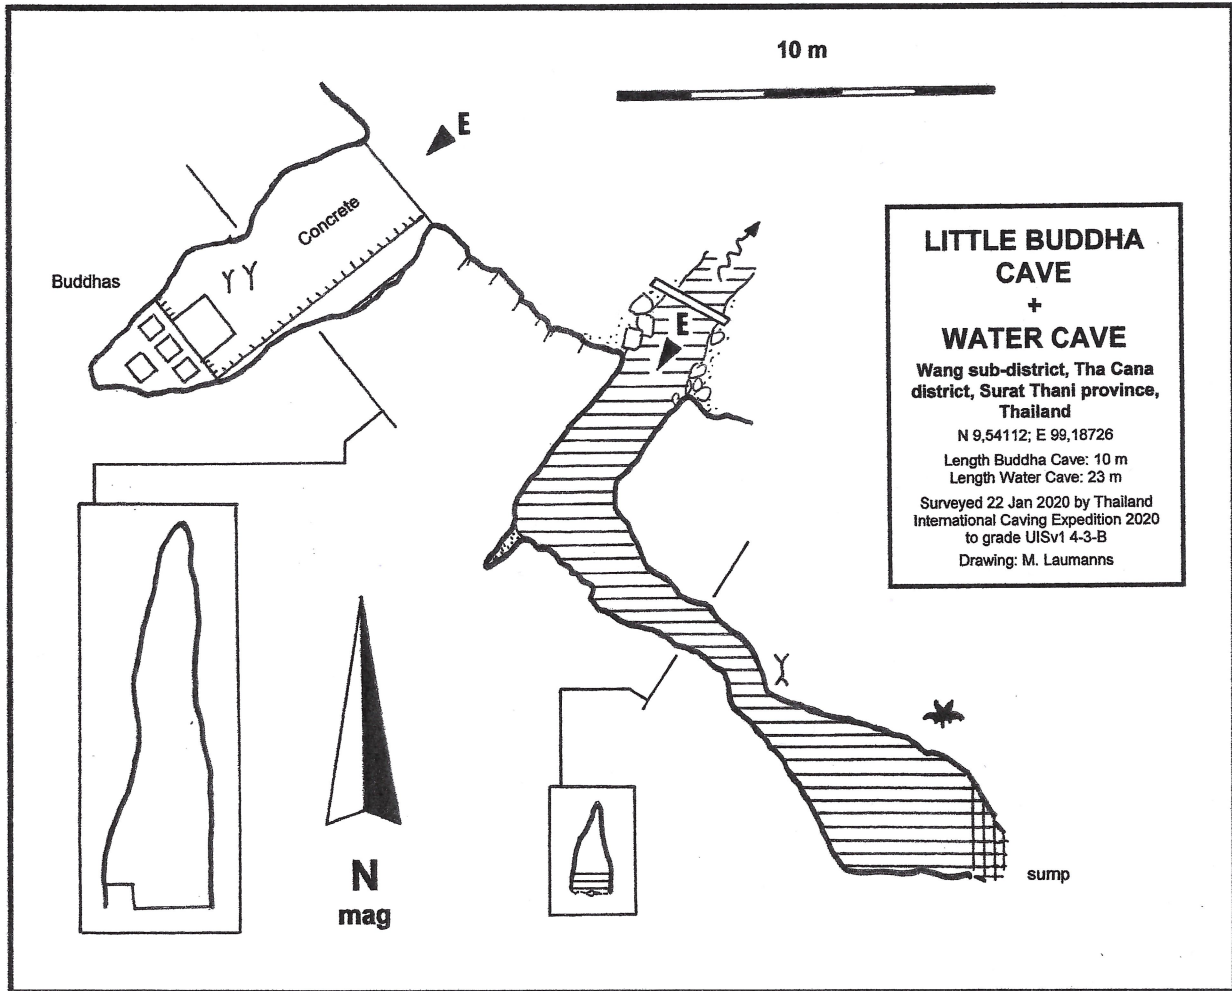 10 m
E
Concrete
Buddhas
E
LITTLE BUDDHA
CAVE
+
WATER CAVE
Wang sub-district, Tha Cana
district, Surat Thani province,
Thailand
N 9,54112; E 99,18726
Length Buddha Cave: 10 m
Length Water Cave: 23 m
Surveyed 22 Jan 2020 by Thailand
International Caving Expedition 2020
to grade UISv1 4-3-B
Drawing: M. Laumanns
N
mag
sump